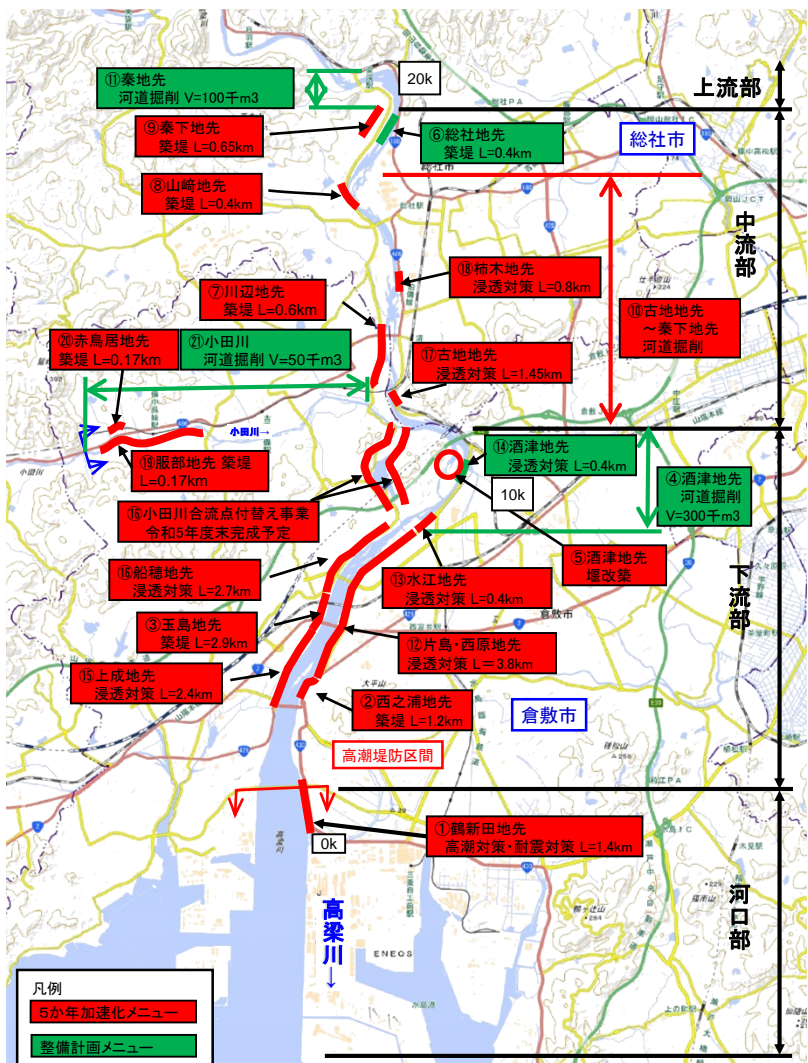 ⑪秦地先
河道掘削 V=100千m3
20k
上流部
⑨秦下地先
築堤 L=0.65km
⑥総社地先
築堤 L=0.4km
総社市
⑧山﨑地先
築堤 L=0.4km
中流部
⑱柿木地先
浸透対策 L=0.8km
⑦川辺地先
築堤 L=0.6km
⑩古地地先
～秦下地先
河道掘削
⑳赤鳥居地先
築堤 L=0.17km
㉑小田川
河道掘削 V=50千m3
⑰古地地先
浸透対策 L=1.45km
小田川→
小田川
⑲服部地先 築堤
L=0.17km
⑭酒津地先
浸透対策 L=0.4km
10k
④酒津地先
河道掘削
V=300千m3
⑯小田川合流点付替え事業
令和5年度末完成予定
⑤酒津地先
堰改築
⑯船穂地先
浸透対策 L=2.7km
⑬水江地先
浸透対策 L=0.4km
下流部
倉敷市
③玉島地先
築堤 L=2.9km
⑫片島・西原地先
浸透対策 L＝3.8km
⑮上成地先
浸透対策 L=2.4km
②西之浦地先
築堤 L=1.2km
倉敷市
高潮堤防区間
①鶴新田地先
高潮対策・耐震対策 L=1.4km
0k
高梁川
河口部
高梁川→
ENEOS
水島港
凡例
5か年加速化メニュー
整備計画メニュー